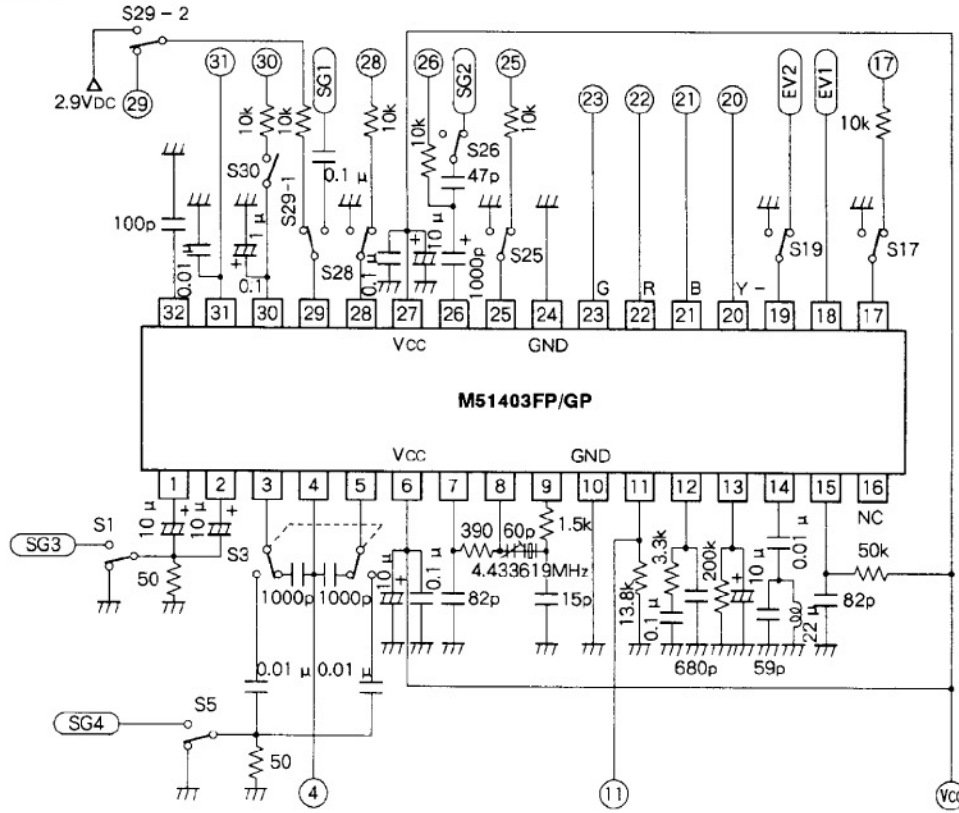 S29-2
2.9VDC
29
31
30
SG1
28
26
SG2
25
23
22
21
20
EV2
EV1
17
10k
10k
10k
10k
10k
10k
S30
S29-1
0.1 μ
S28
S26
47p
S25
S19
S17
100p
0.01 μ
1 μ
0.1
0.1 μ
10 μ
1000p
G
R
B
Y -
32
31
30
29
28
27
26
25
24
23
22
21
20
19
18
17
VCC
GND
M51403FP/GP
VCC
GND
1
2
3
4
5
6
7
8
9
10
11
12
13
14
15
16
NC
SG3
S1
10 μ
10 μ
50
S3
1000p
1000p
10 μ
0.1 μ
390
60p
4.433619MHz
82p
1.5k
15p
13.8k
3.3k
0.1 μ
680p
200k
10 μ
0.01 μ
59p
22 μ
82p
50k
0.01 μ
0.01 μ
SG4
S5
50
4
11
VCC